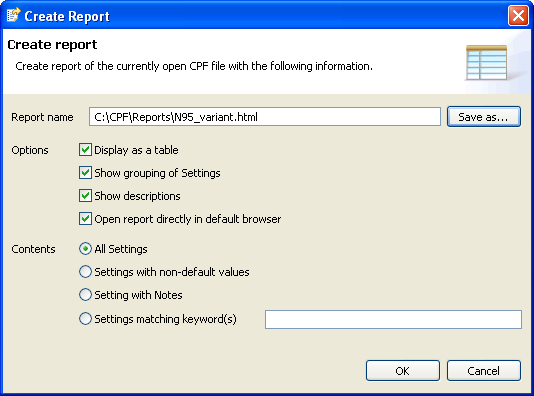 Create Report
Create report
Create report of the currently open CPF file with the following information.
Report name C:\CPF\Reports\N95_variant.html Save as...
Options Display as a table
Show grouping of Settings
Show descriptions
Open report directly in default browser
Contents All Settings
Settings with non-default values
Setting with Notes
Settings matching keyword(s)
OK Cancel